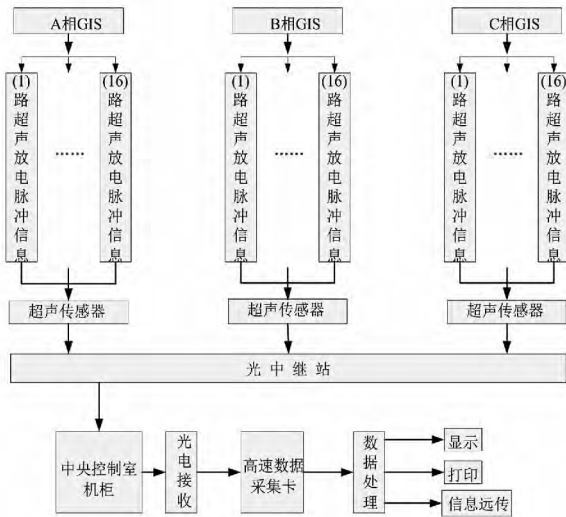 A相GIS
B相GIS
C相GIS
(1)路超声放电脉冲信息
……
(16)路超声放电脉冲信息
(1)路超声放电脉冲信息
……
(16)路超声放电脉冲信息
(1)路超声放电脉冲信息
……
(16)路超声放电脉冲信息
超声传感器
超声传感器
超声传感器
光中继站
中央控制室
机柜
光电接收
高速数据
采集卡
数据处理
显示
打印
信息远传